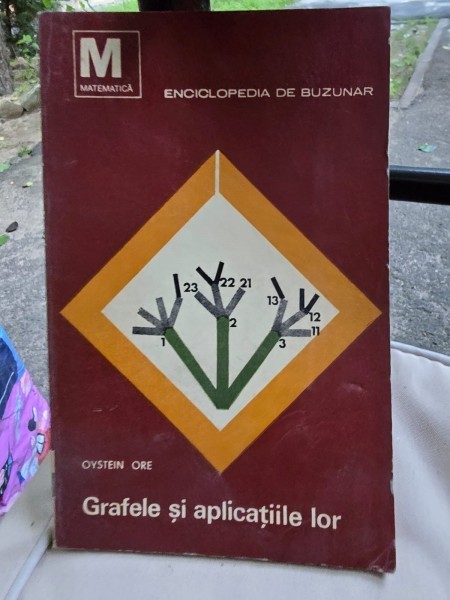 M
MATEMATICĂ
ENCICLOPEDIA DE BUZUNAR
23
22 21
13
12
11
1
2
3
OYSTEIN ORE
Grafele și aplicațiile lor